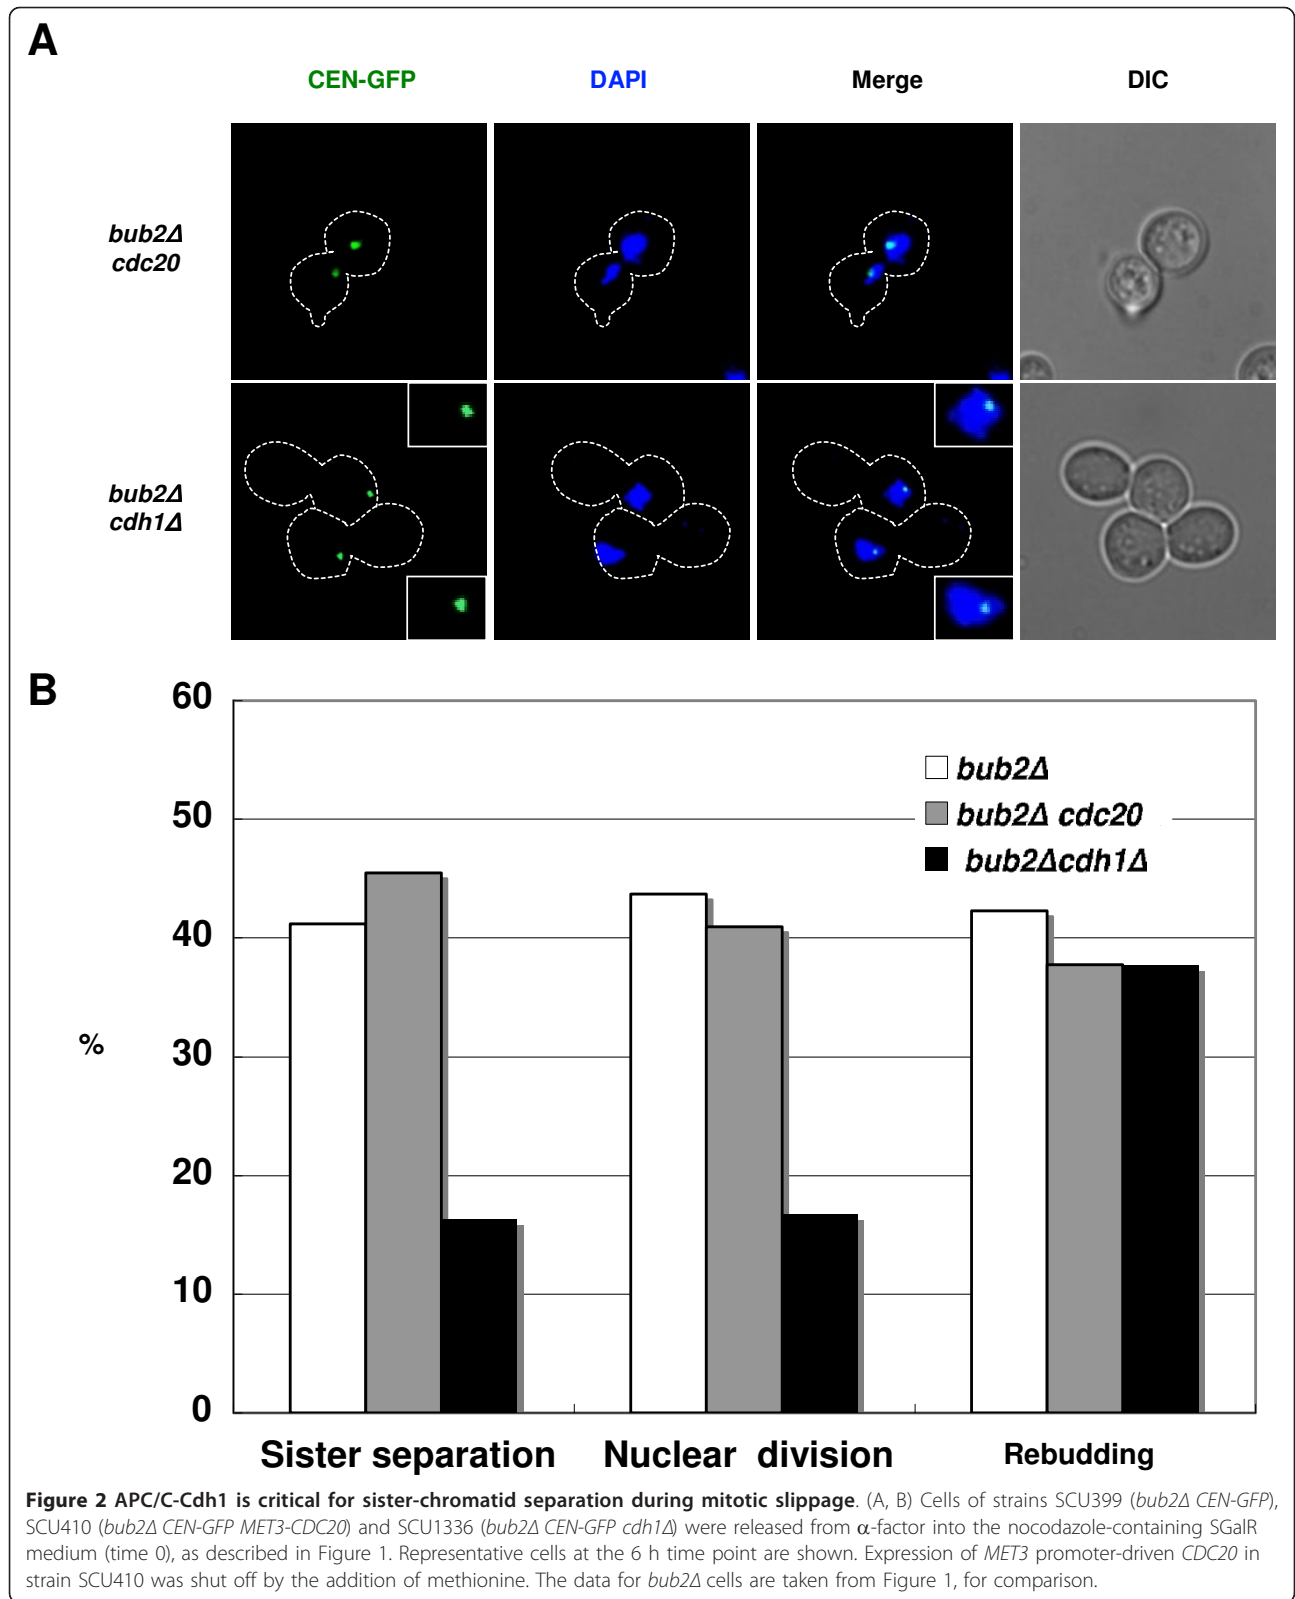 A
CEN-GFP DAPI Merge DIC
bub2Δ
cdc20
bub2Δ
cdh1Δ
B
60
50
40
30
20
10
0
%
bub2Δ
bub2Δ cdc20
bub2Δcdh1Δ
Sister separation Nuclear division Rebudding
Figure 2 APC/C-Cdh1 is critical for sister-chromatid separation during mitotic slippage. (A, B) Cells of strains SCU399 (bub2Δ CEN-GFP),
SCU410 (bub2Δ CEN-GFP MET3-CDC20) and SCU1336 (bub2Δ CEN-GFP cdh1Δ) were released from α-factor into the nocodazole-containing SGalR
medium (time 0), as described in Figure 1. Representative cells at the 6 h time point are shown. Expression of MET3 promoter-driven CDC20 in
strain SCU410 was shut off by the addition of methionine. The data for bub2Δ cells are taken from Figure 1, for comparison.